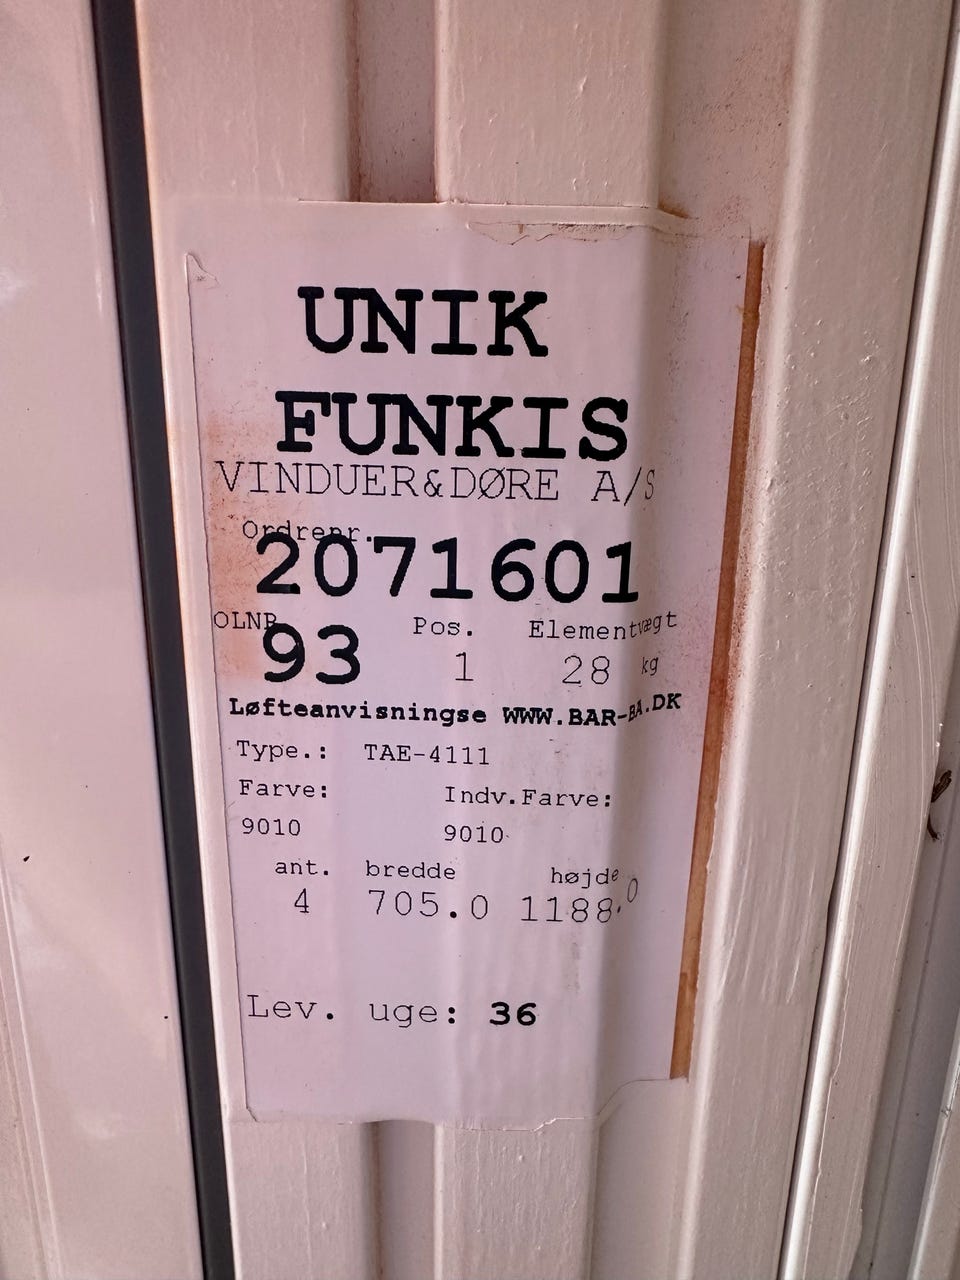 UNIK
FUNKIS
VINDUER&DØRE A/S
Ordrenr.
2071601
OLNR Pos. Elementvægt
93 1 28 kg
Løfteanvisningse WWW.BAR-BA.DK
Type.: TAE-4111
Farve: Indv.Farve:
9010 9010
ant. bredde højde
4 705.0 1188.0
Lev. uge: 36